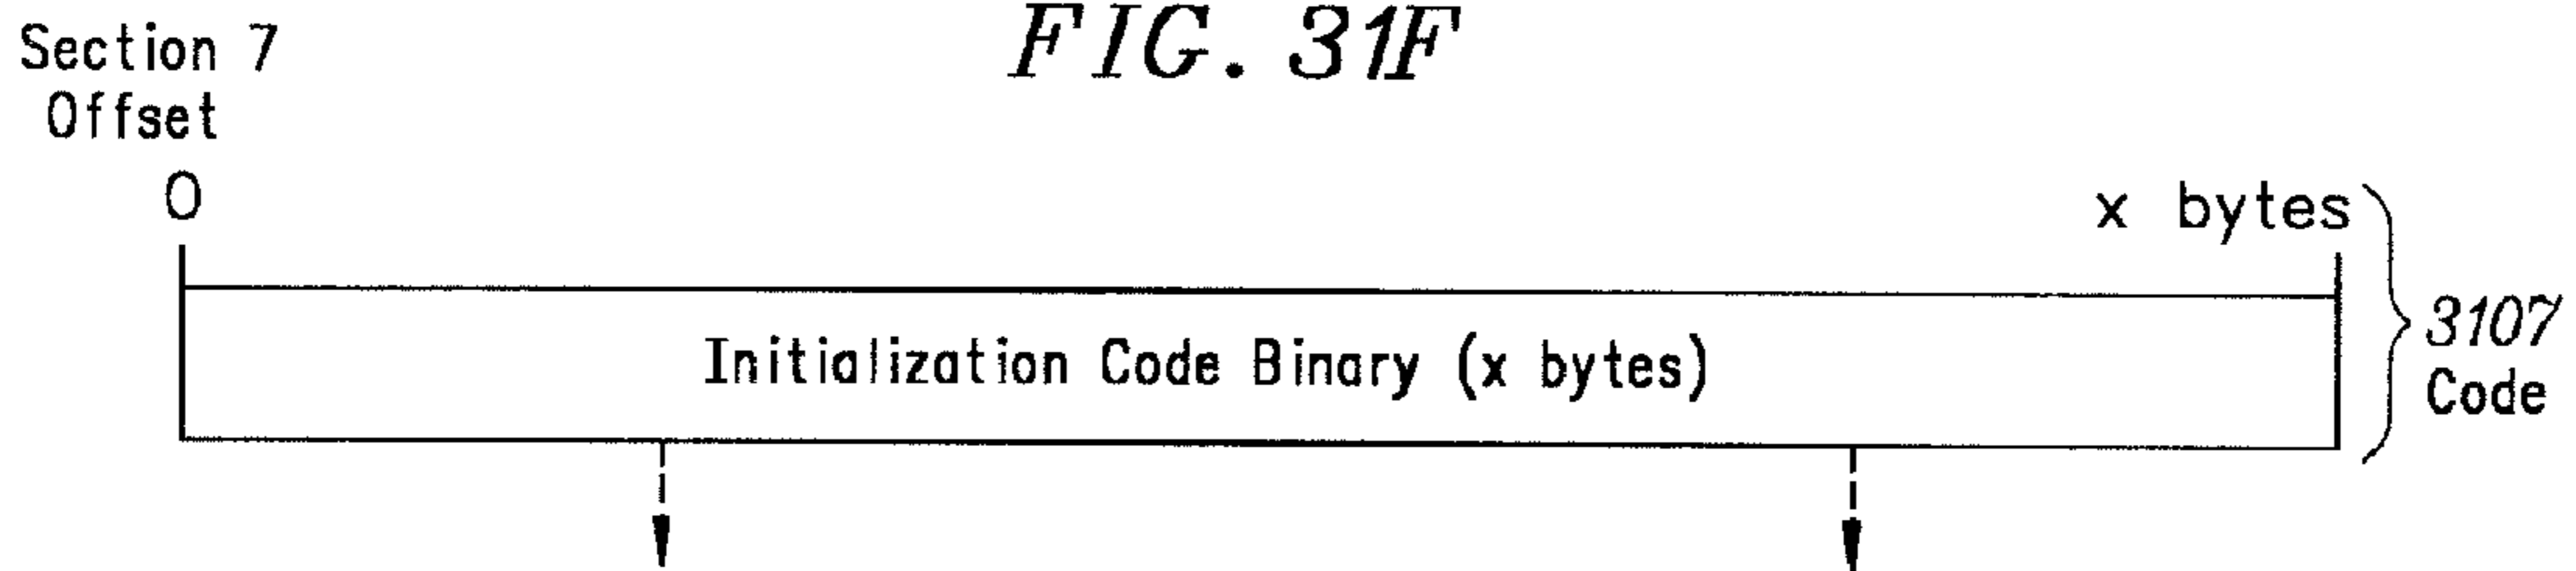 FIG. 31F
Section 7
Offset
0
x bytes
Initialization Code Binary (x bytes)
3107
Code